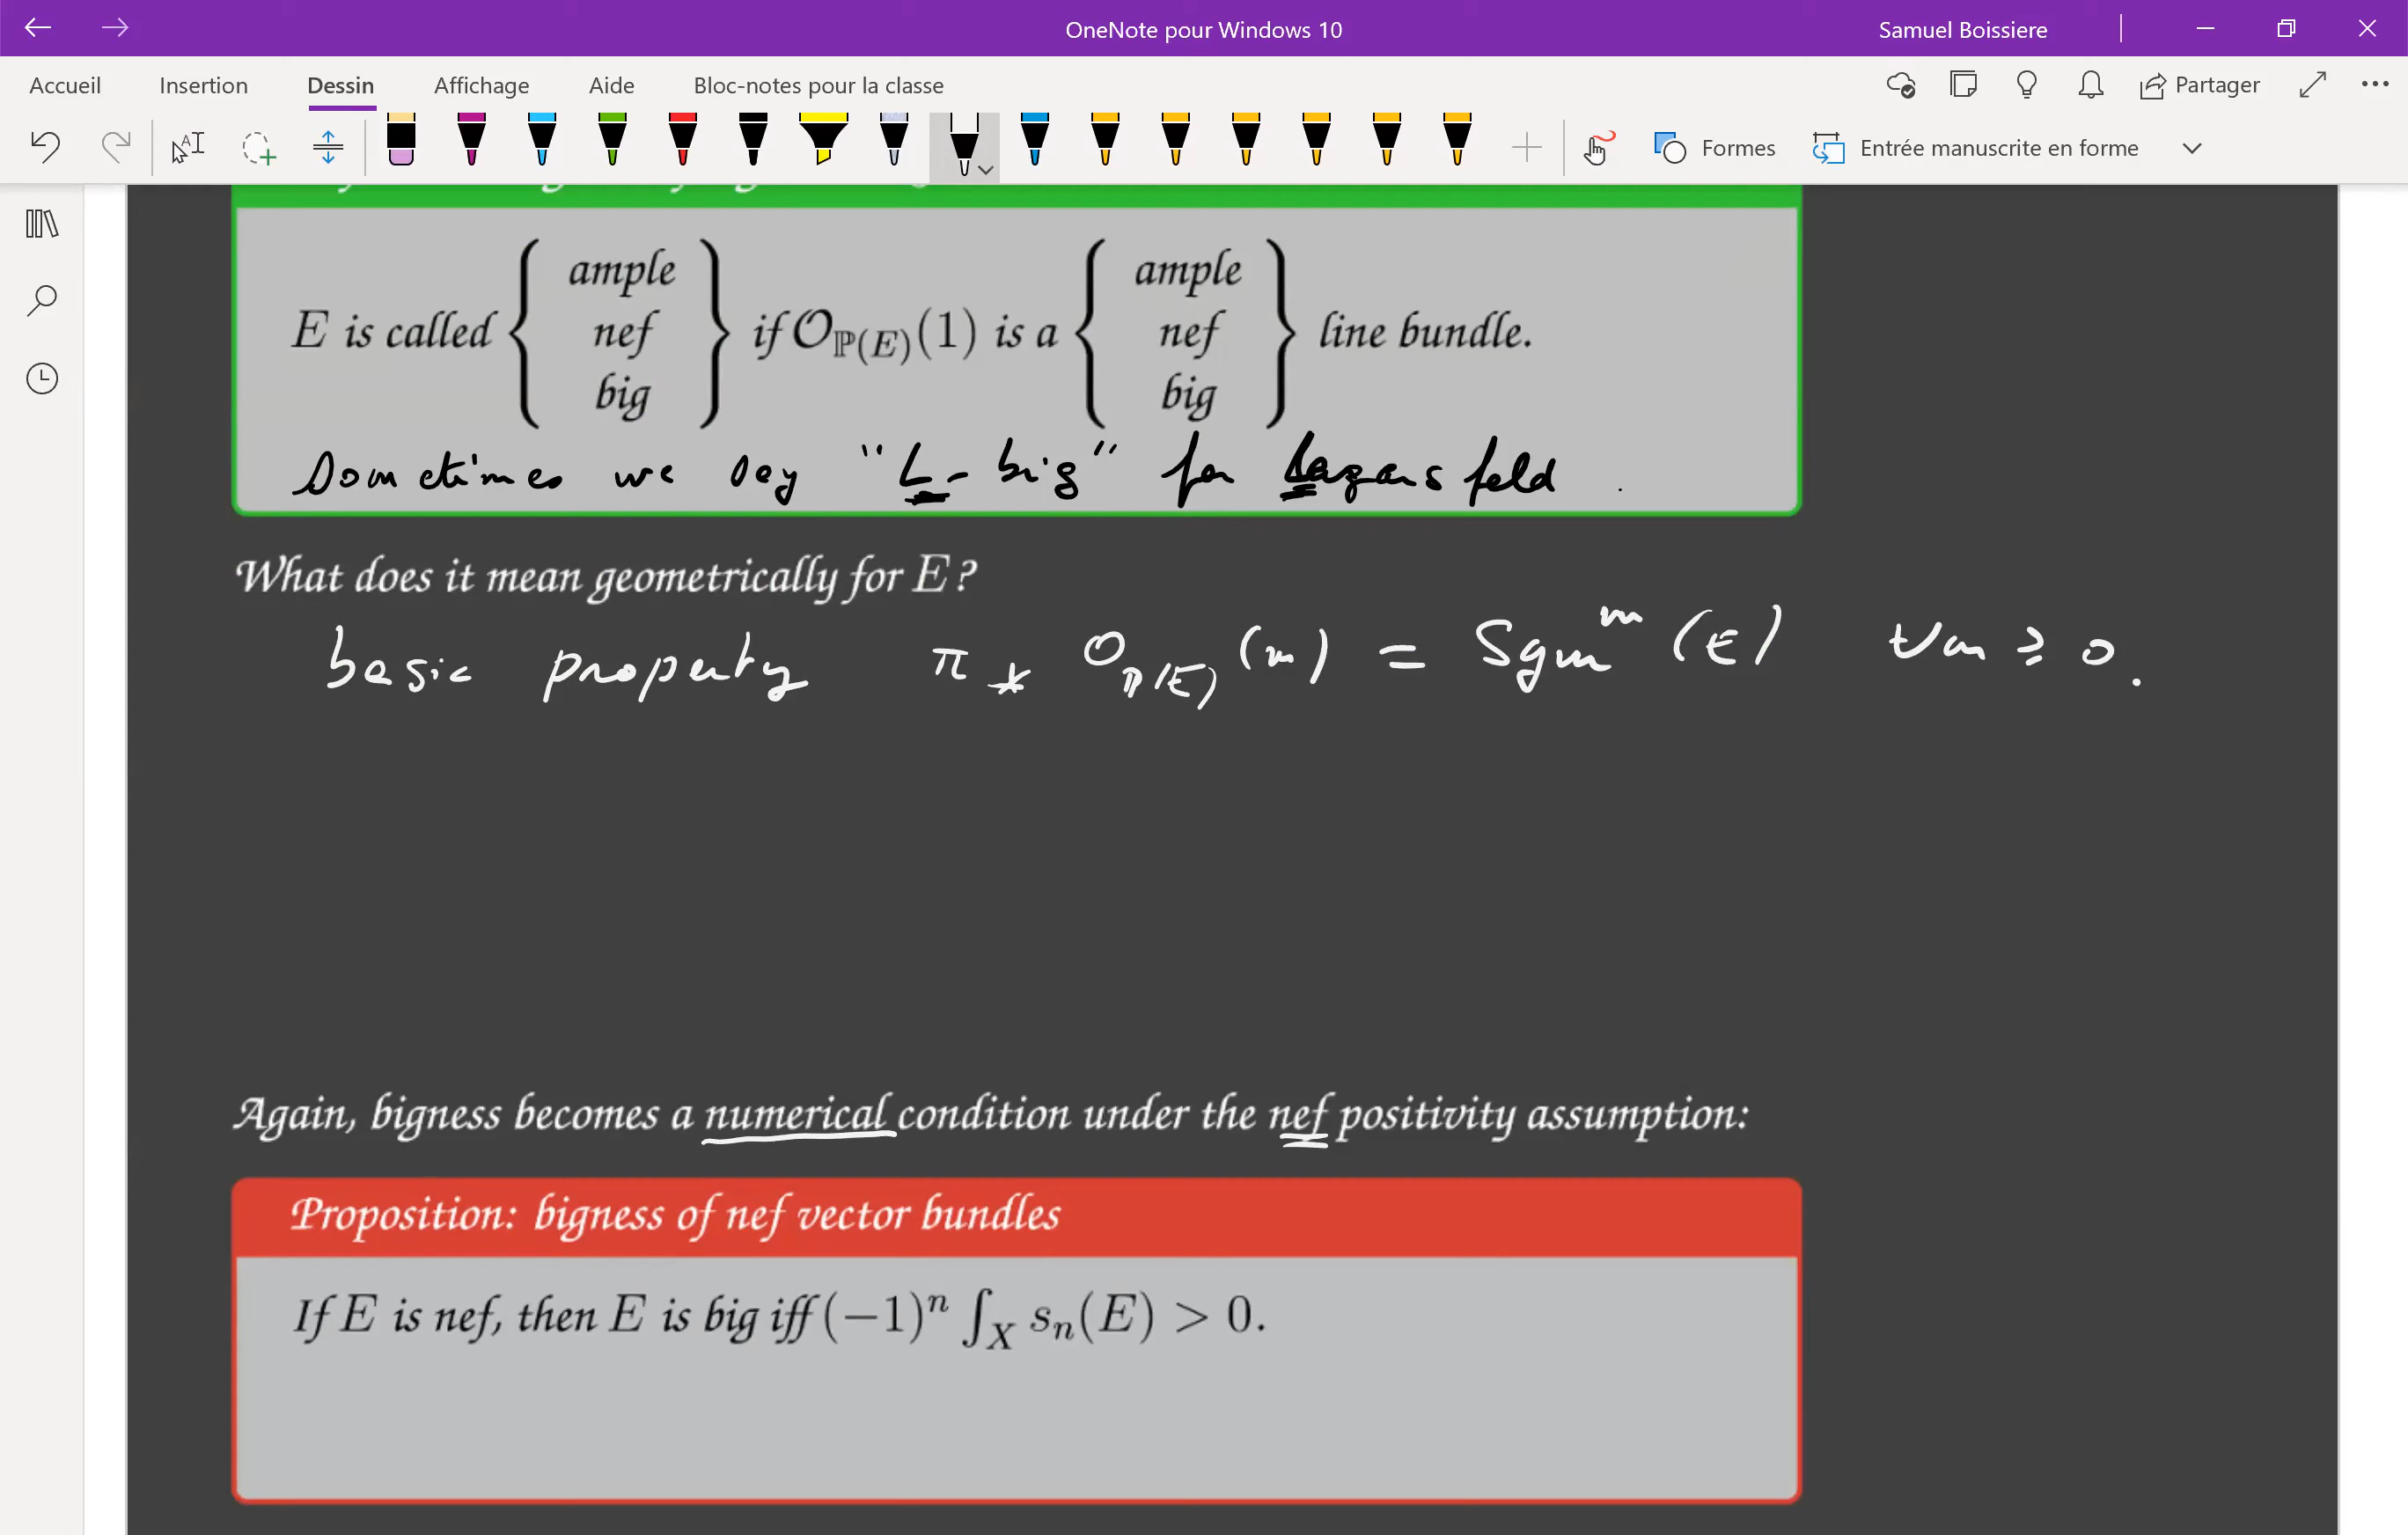 OneNote pour Windows 10
Samuel Boissiere
Accueil Insertion Dessin Affichage Aide Bloc-notes pour la classe Partager
Formes Entrée manuscrite en forme
E is called { ample nef big } if 𝒪_{ℙ(E)}(1) is a { ample nef big } line bundle.
Sometimes we say "L-big" for Lazarsfeld.
What does it mean geometrically for E?
basic property π_* 𝒪_{ℙ(E)}(m) = Sym^m(E) ∀m ≥ 0.
Again, bigness becomes a numerical condition under the nef positivity assumption:
Proposition: bigness of nef vector bundles
If E is nef, then E is big iff (−1)^n ∫_X s_n(E) > 0.